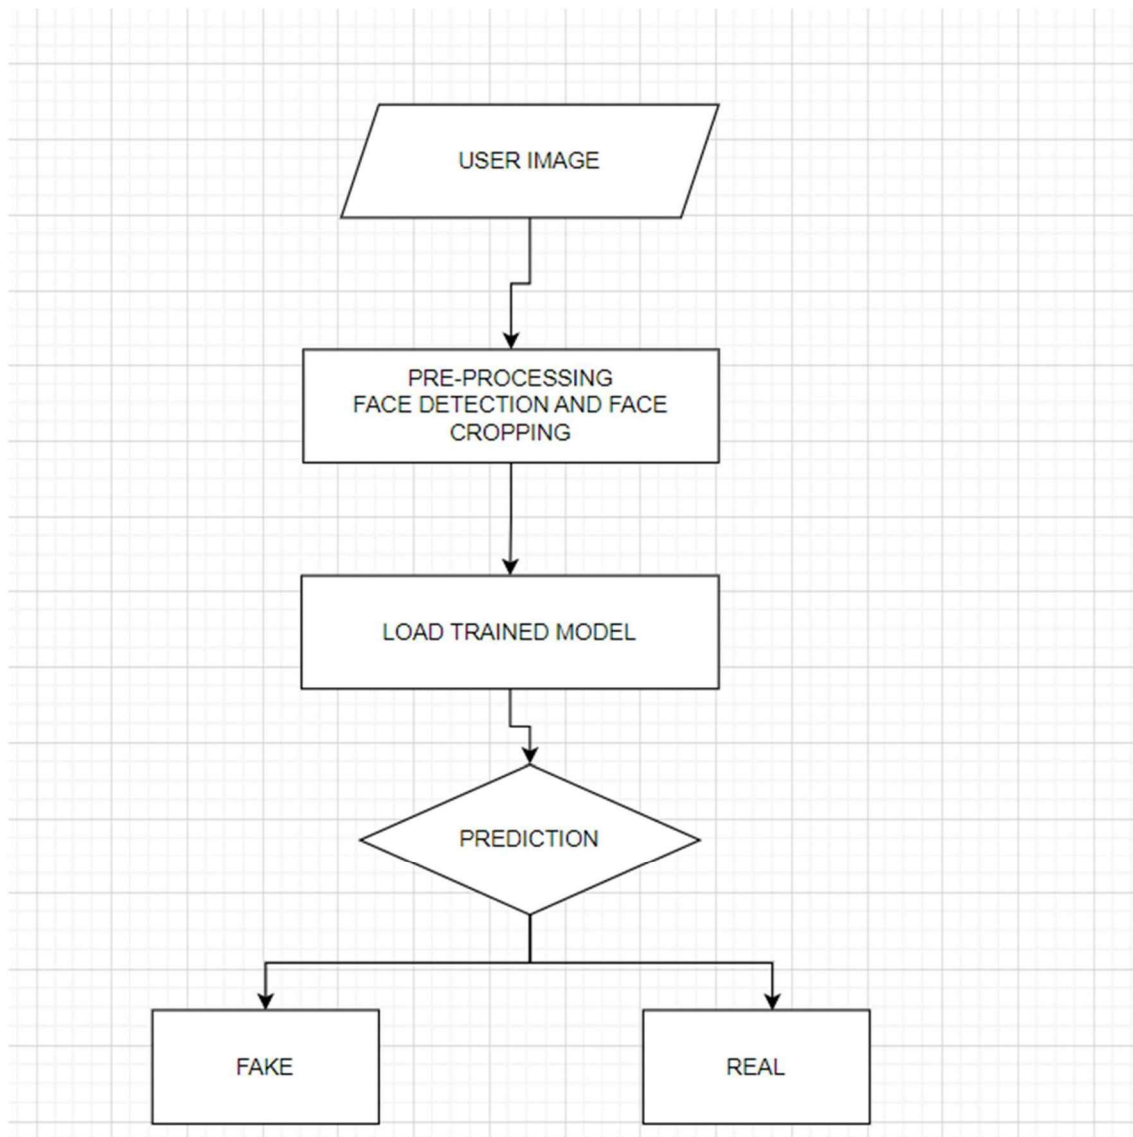 USER IMAGE
PRE-PROCESSING
FACE DETECTION AND FACE
CROPPING
LOAD TRAINED MODEL
PREDICTION
FAKE
REAL